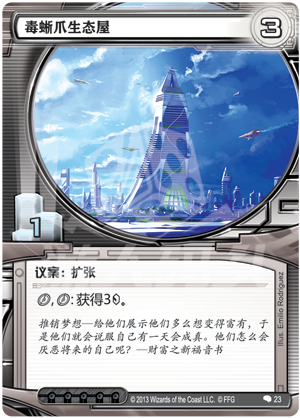 毒蜥爪生态屋
3
1
议案：扩张
, : 获得3 。
推销梦想—给他们展示他们多么想变得富有，于
是他们就会说服自己有一天会成真。他们怎么会
厌恶将来的自己呢？ —财富之新福音书
Illus. Emilio Rodriguez
© 2013 Wizards of the Coast LLC. © FFG
23